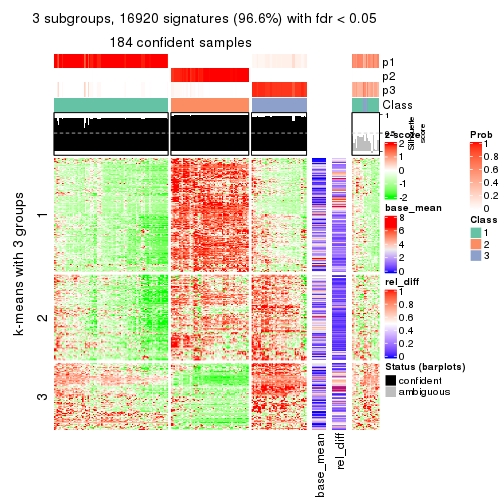 3 subgroups, 16920 signatures (96.6%) with fdr < 0.05
184 confident samples
p1
p2
p3
Class
1
0.5
Silhouette
score
z-score
2
1
0
-1
-2
Prob
1
0.8
0.6
0.4
0.2
0
base_mean
8
6
4
2
0
Class
1
2
3
rel_diff
1
0.8
0.6
0.4
0.2
0
Status (barplots)
confident
ambiguous
k-means with 3 groups
1
2
3
base_mean
rel_diff